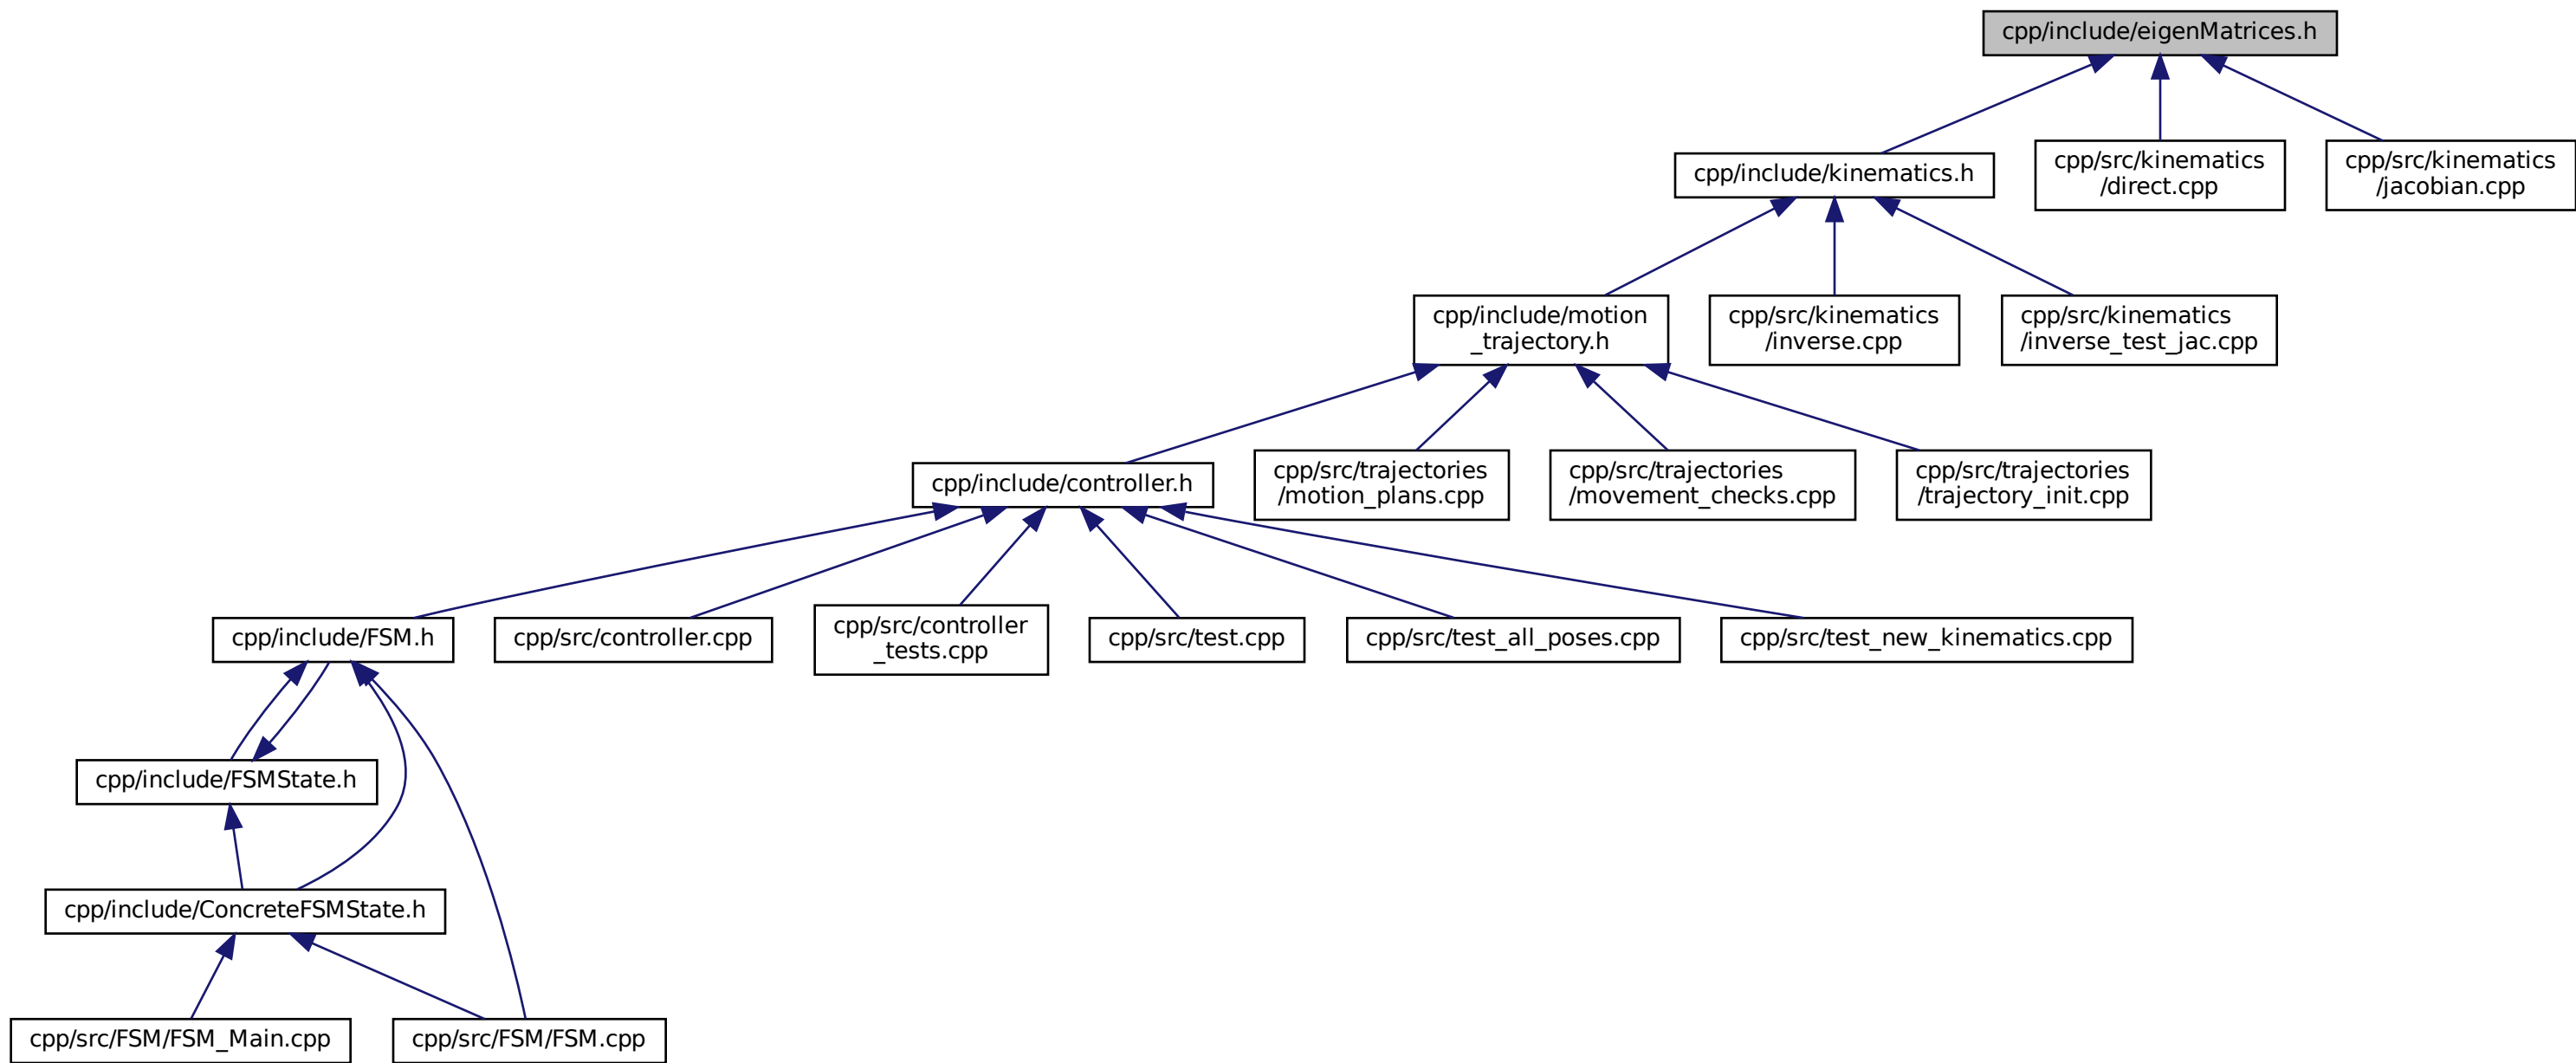 cpp/include/eigenMatrices.h
cpp/include/kinematics.h
cpp/src/kinematics
/direct.cpp
cpp/src/kinematics
/jacobian.cpp
cpp/include/motion
_trajectory.h
cpp/src/kinematics
/inverse.cpp
cpp/src/kinematics
/inverse_test_jac.cpp
cpp/include/controller.h
cpp/src/trajectories
/motion_plans.cpp
cpp/src/trajectories
/movement_checks.cpp
cpp/src/trajectories
/trajectory_init.cpp
cpp/include/FSM.h
cpp/src/controller.cpp
cpp/src/controller
_tests.cpp
cpp/src/test.cpp
cpp/src/test_all_poses.cpp
cpp/src/test_new_kinematics.cpp
cpp/include/FSMState.h
cpp/include/ConcreteFSMState.h
cpp/src/FSM/FSM_Main.cpp
cpp/src/FSM/FSM.cpp